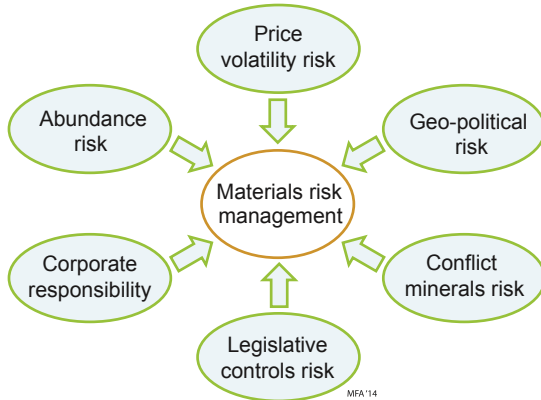 Price
volatility risk
Abundance
risk
Geo-political
risk
Materials risk
management
Corporate
responsibility
Conflict
minerals risk
Legislative
controls risk
MFA '14